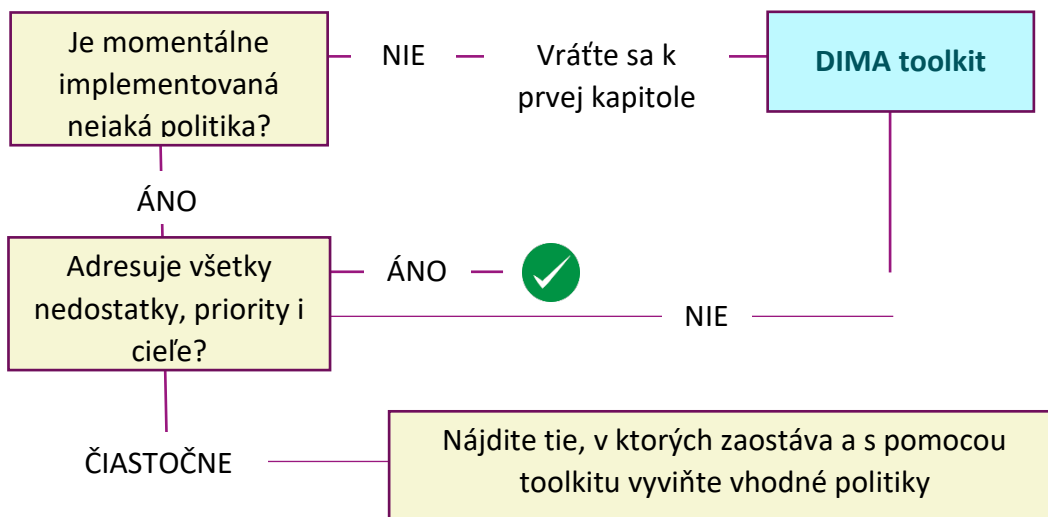 Je momentálne
implementovaná
nejaká politika?
NIE
Vráťte sa k
prvej kapitole
DIMA toolkit
ÁNO
Adresuje všetky
nedostatky, priority i
cieľe?
ÁNO
NIE
ČIASTOČNE
Nájdite tie, v ktorých zaostáva a s pomocou
toolkitu vyviňte vhodné politiky